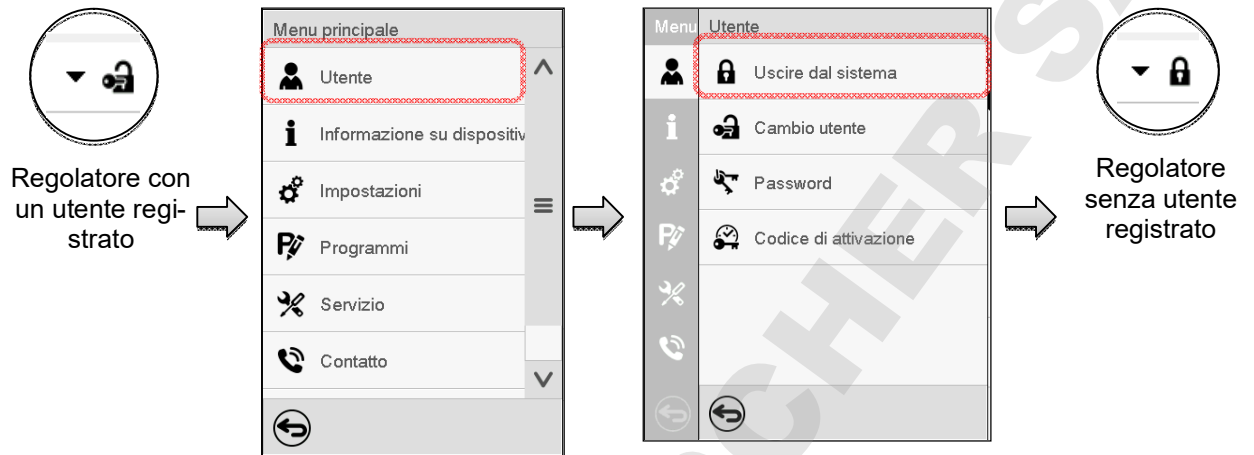 Regolatore con
un utente regi-
strato
Menu principale
Utente
Informazione su dispositiv
Impostazioni
Programmi
Servizio
Contatto
Menu
Utente
Uscire dal sistema
Cambio utente
Password
Codice di attivazione
Regolatore
senza utente
registrato